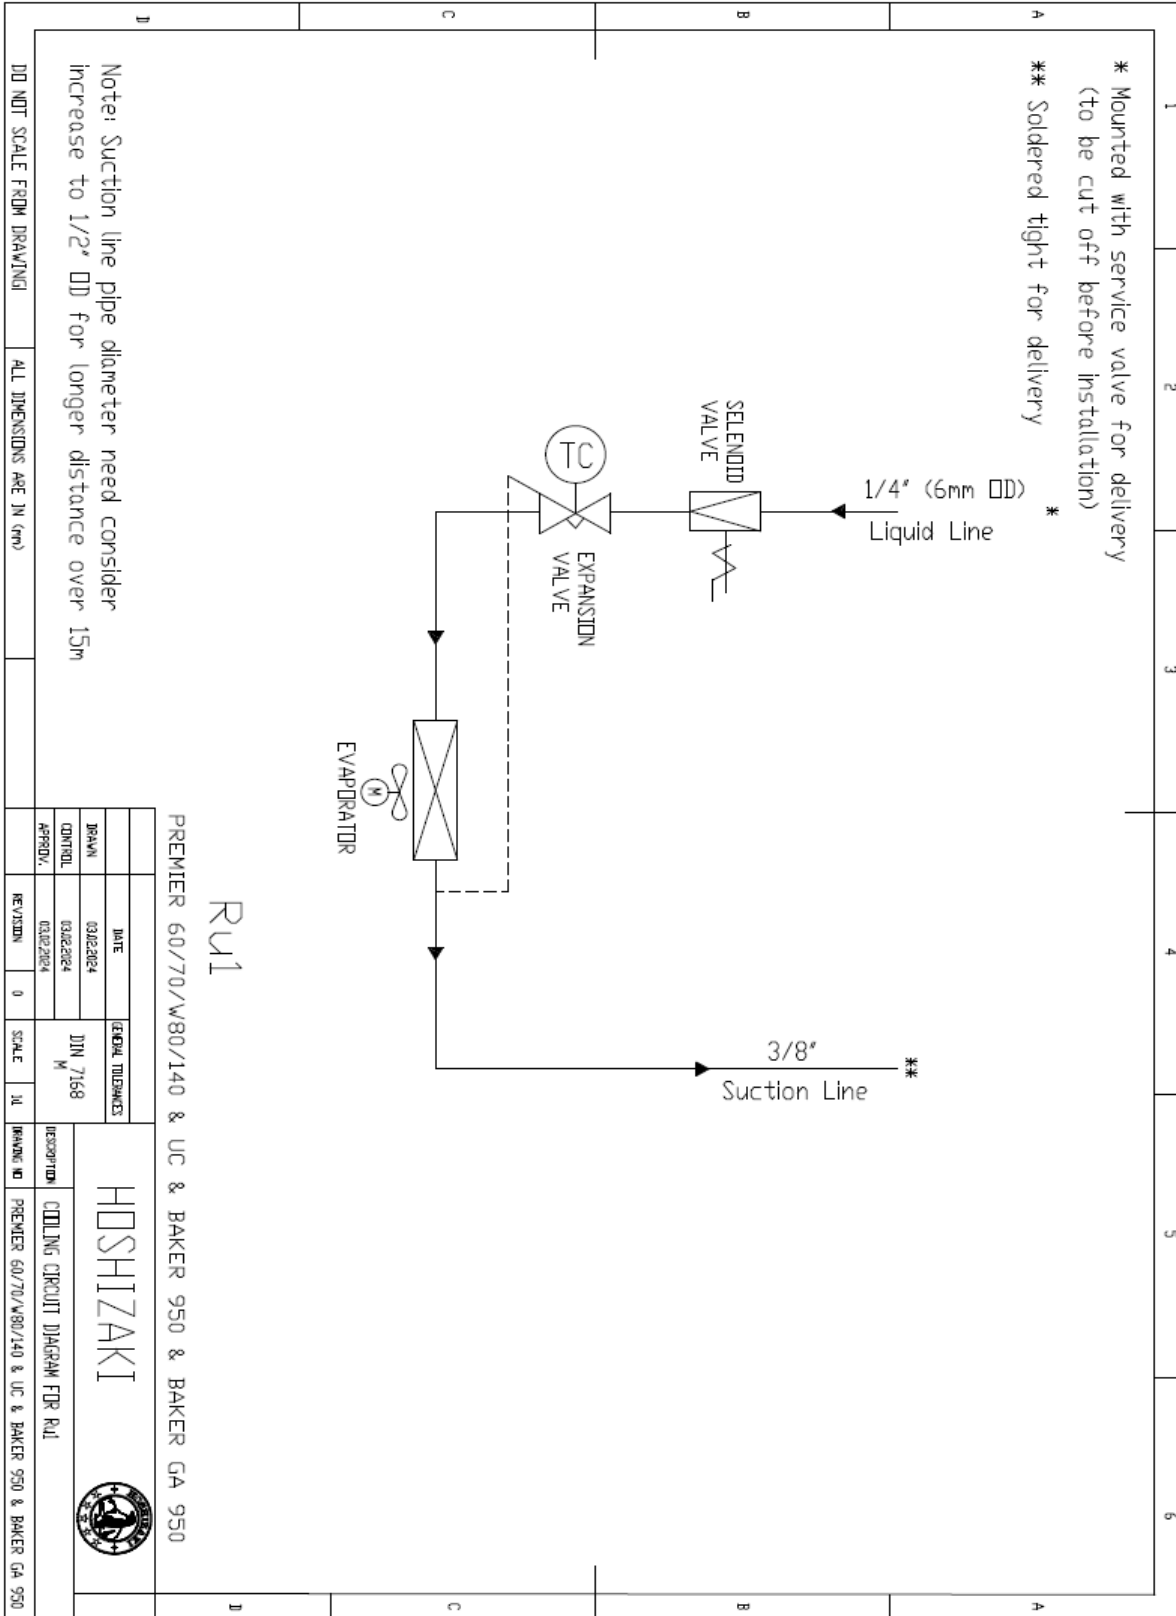 1
2
3
4
5
6
A
A
B
B
C
C
D
D
* Mounted with service valve for delivery
(to be cut off before installation)
** Soldered tight for delivery
*
1/4" (6mm OD)
Liquid Line
SELENOID
VALVE
TC
EXPANSION
VALVE
M
EVAPORATOR
**
3/8"
Suction Line
Note: Suction line pipe diameter need consider
increase to 1/2" OD for longer distance over 15m
Ru1
PREMIER 60/70/W80/140 & UC & BAKER 950 & BAKER GA 950
DATE
GENERAL TOLERANCES
DRAWN 03.02.2024
CONTROL 03.02.2024
APPROV. 03.02.2024
DIN 7168
M
HOSHIZAKI
HOSHIZAKI
DESCRIPTION COOLING CIRCUIT DIAGRAM FOR Ru1
DO NOT SCALE FROM DRAWING! ALL DIMENSIONS ARE IN (mm) REVISION 0 SCALE 1:1 DRAWING NO PREMIER 60/70/W80/140 & UC & BAKER 950 & BAKER GA 950